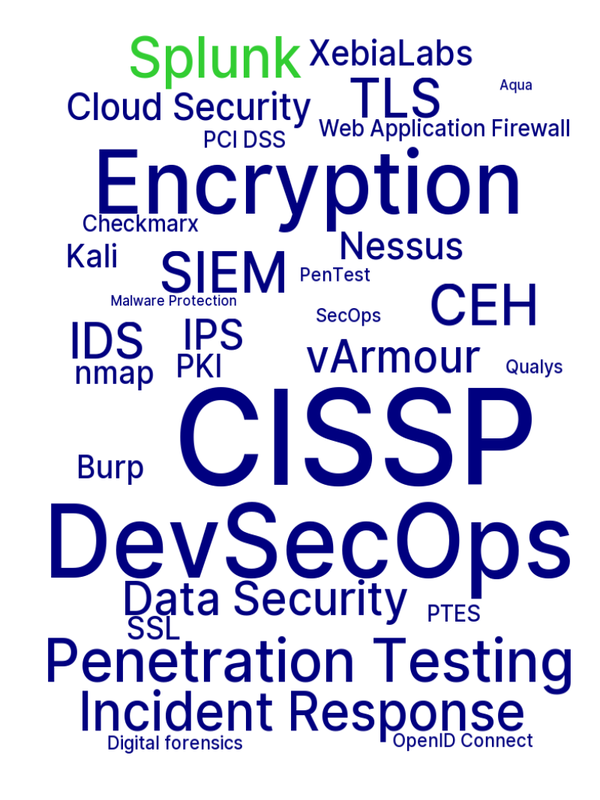 Splunk
XebiaLabs
Aqua
Cloud Security
TLS
Web Application Firewall
PCI DSS
Encryption
Checkmarx
Kali
Nessus
SIEM
PenTest
Malware Protection
CEH
SecOps
IDS
IPS
vArmour
nmap
PKI
Qualys
CISSP
Burp
DevSecOps
Data Security
PTES
SSL
Penetration Testing
Incident Response
Digital forensics
OpenID Connect